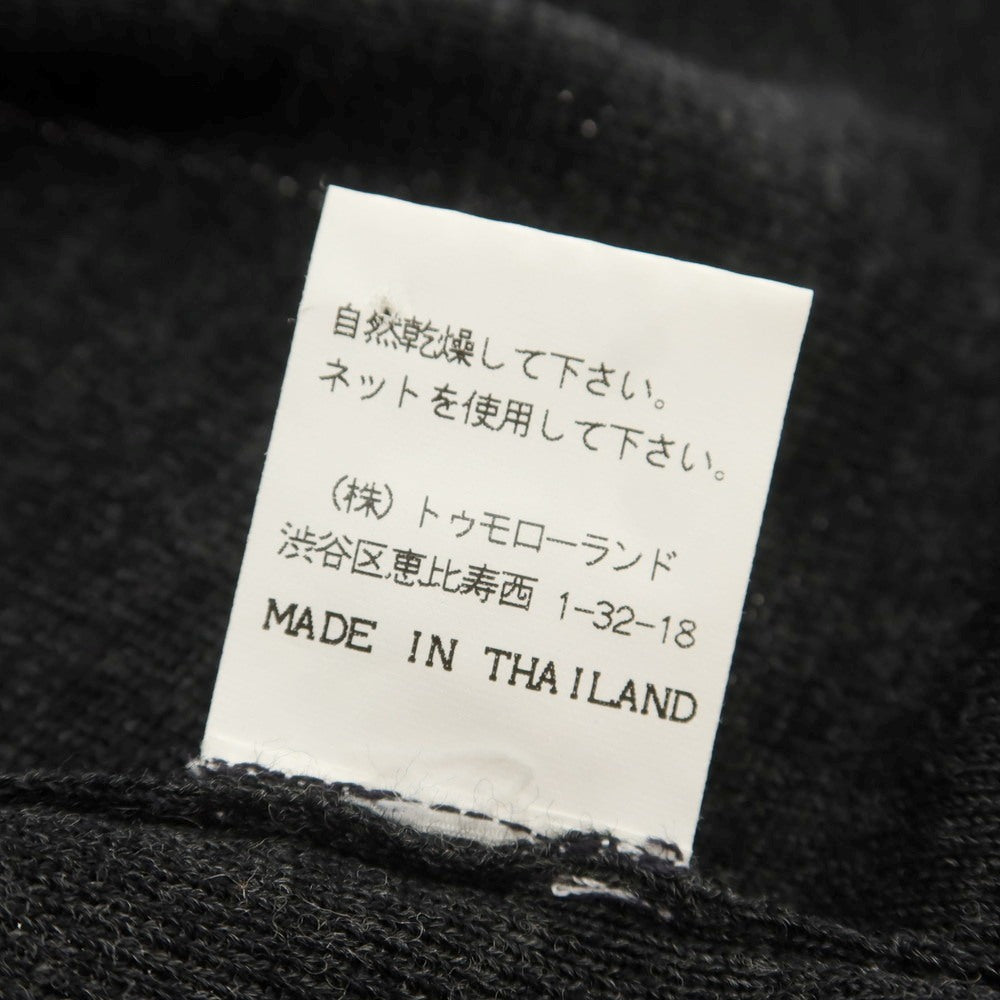 自然乾燥して下さい。
ネットを使用して下さい。
(株) トゥモローランド
渋谷区恵比寿西 1-32-18
MADE IN THAILAND